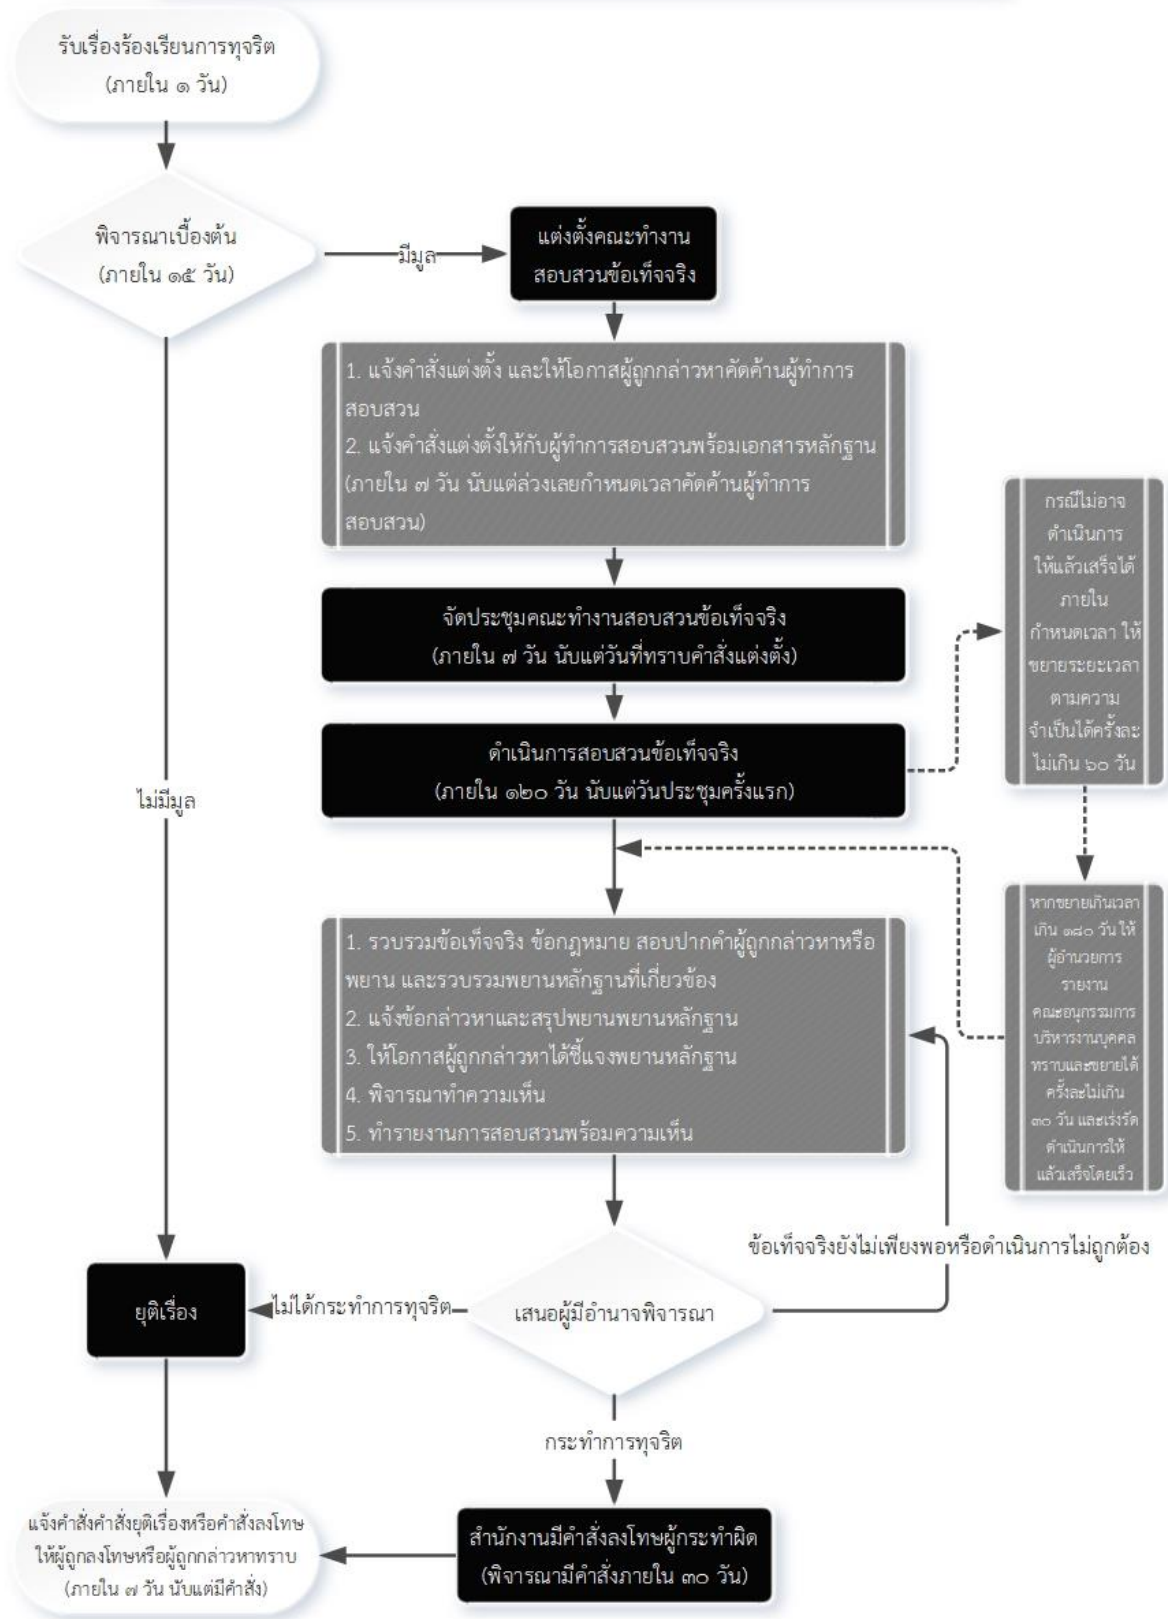 รับเรื่องร้องเรียนการทุจริต
(ภายใน ๑ วัน)
พิจารณาเบื้องต้น
(ภายใน ๑๕ วัน)
มีมูล
แต่งตั้งคณะทำงาน
สอบสวนข้อเท็จจริง
1. แจ้งคำสั่งแต่งตั้ง และให้โอกาสผู้ถูกกล่าวหาคัดค้านผู้ทำการ
สอบสวน
2. แจ้งคำสั่งแต่งตั้งให้กับผู้ทำการสอบสวนพร้อมเอกสารหลักฐาน
(ภายใน ๗ วัน นับแต่ล่วงเลยกำหนดเวลาคัดค้านผู้ทำการ
สอบสวน)
จัดประชุมคณะทำงานสอบสวนข้อเท็จจริง
(ภายใน ๗ วัน นับแต่วันที่ทราบคำสั่งแต่งตั้ง)
ดำเนินการสอบสวนข้อเท็จจริง
(ภายใน ๑๒๐ วัน นับแต่วันประชุมครั้งแรก)
กรณีไม่อาจ
ดำเนินการ
ให้แล้วเสร็จได้
ภายใน
กำหนดเวลา ให้
ขยายระยะเวลา
ตามความ
จำเป็นได้ครั้งละ
ไม่เกิน ๖๐ วัน
หากขยายเกินเวลา
เกิน ๑๘๐ วัน ให้
ผู้อำนวยการ
รายงาน
คณะอนุกรรมการ
บริหารงานบุคคล
ทราบและขยายได้
ครั้งละไม่เกิน
๓๐ วัน และเร่งรัด
ดำเนินการให้
แล้วเสร็จโดยเร็ว
ไม่มีมูล
1. รวบรวมข้อเท็จจริง ข้อกฎหมาย สอบปากคำผู้ถูกกล่าวหาหรือ
พยาน และรวบรวมพยานหลักฐานที่เกี่ยวข้อง
2. แจ้งข้อกล่าวหาและสรุปพยานพยานหลักฐาน
3. ให้โอกาสผู้ถูกกล่าวหาได้ชี้แจงพยานหลักฐาน
4. พิจารณาทำความเห็น
5. ทำรายงานการสอบสวนพร้อมความเห็น
ข้อเท็จจริงยังไม่เพียงพอหรือดำเนินการไม่ถูกต้อง
เสนอผู้มีอำนาจพิจารณา
ไม่ได้กระทำการทุจริต
ยุติเรื่อง
กระทำการทุจริต
สำนักงานมีคำสั่งลงโทษผู้กระทำผิด
(พิจารณามีคำสั่งภายใน ๓๐ วัน)
แจ้งคำสั่งคำสั่งยุติเรื่องหรือคำสั่งลงโทษ
ให้ผู้ถูกลงโทษหรือผู้ถูกกล่าวหาทราบ
(ภายใน ๗ วัน นับแต่มีคำสั่ง)